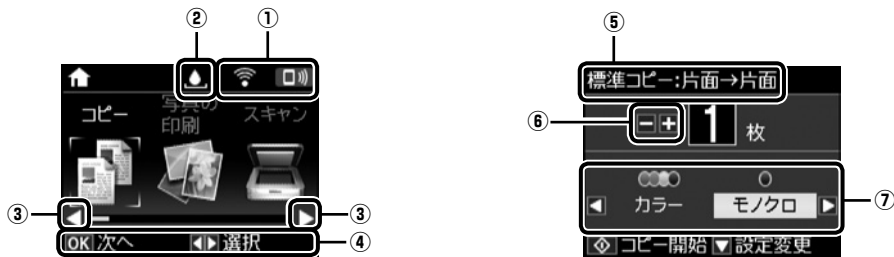 ② ①
コピー 写真の印刷 スキャン
③ ③
OK 次へ 選択 ④
⑤
標準コピー:片面→片面
⑥ − + 1 枚
カラー モノクロ ⑦
コピー開始 設定変更